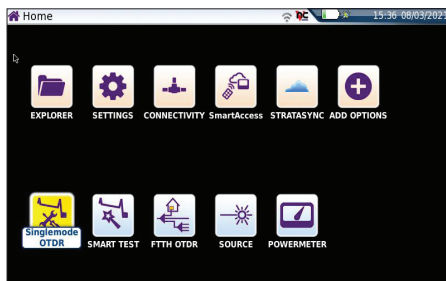 Home
15:36 08/03/2021
EXPLORER
SETTINGS
CONNECTIVITY
SmartAccess
STRATASYNC
ADD OPTIONS
Singlemode
OTDR
SMART TEST
FTTH OTDR
SOURCE
POWERMETER